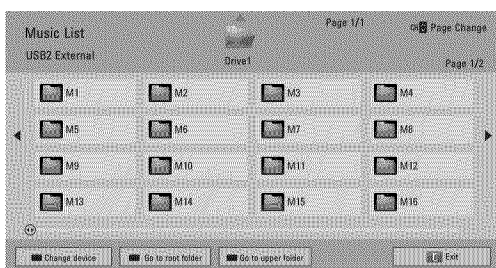 Music List
Page 1/1
Page Change
USB2 External
Drive1
Page 1/2
M1
M2
M3
M4
M5
M6
M7
M8
M9
M10
M11
M12
M13
M14
M15
M16
Change device
Go to root folder
Go to upper folder
Exit